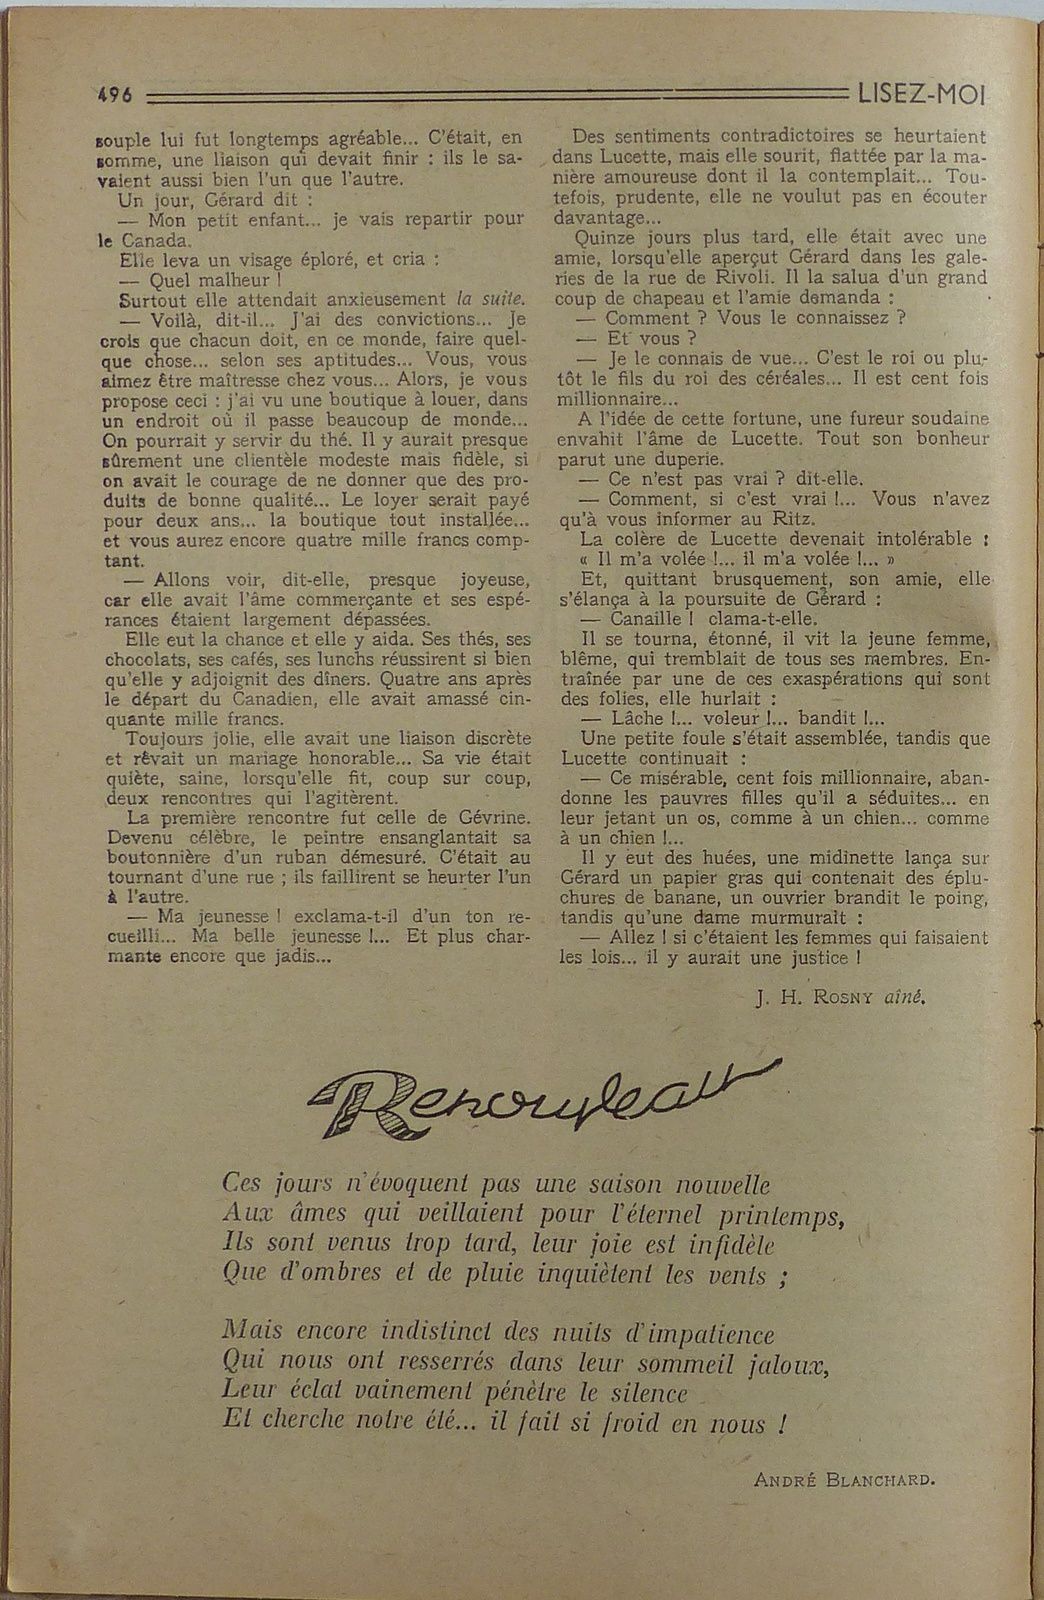 496 LISEZ-MOI
souple lui fut longtemps agréable... C'était, en
somme, une liaison qui devait finir : ils le sa-
vaient aussi bien l'un que l'autre.
Un jour, Gérard dit :
— Mon petit enfant... je vais repartir pour
le Canada.
Elle leva un visage éploré, et cria :
— Quel malheur !
Surtout elle attendait anxieusement la suite.
— Voilà, dit-il... J'ai des convictions... Je
crois que chacun doit, en ce monde, faire quel-
que chose... selon ses aptitudes... Vous, vous
aimez être maîtresse chez vous... Alors, je vous
propose ceci : j'ai vu une boutique à louer, dans
un endroit où il passe beaucoup de monde...
On pourrait y servir du thé. Il y aurait presque
sûrement une clientèle modeste mais fidèle, si
on avait le courage de ne donner que des pro-
duits de bonne qualité... Le loyer serait payé
pour deux ans... la boutique tout installée...
et vous aurez encore quatre mille francs comp-
tant.
— Allons voir, dit-elle, presque joyeuse,
car elle avait l'âme commerçante et ses espé-
rances étaient largement dépassées.
Elle eut la chance et elle y aida. Ses thés, ses
chocolats, ses cafés, ses lunchs réussirent si bien
qu'elle y adjoignit des dîners. Quatre ans après
le départ du Canadien, elle avait amassé cin-
quante mille francs.
Toujours jolie, elle avait une liaison discrète
et rêvait un mariage honorable... Sa vie était
quiète, saine, lorsqu'elle fit, coup sur coup,
deux rencontres qui l'agitèrent.
La première rencontre fut celle de Gévrine.
Devenu célèbre, le peintre ensanglantait sa
boutonnière d'un ruban démesuré. C'était au
tournant d'une rue ; ils faillirent se heurter l'un
à l'autre.
— Ma jeunesse ! exclama-t-il d'un ton re-
cueilli... Ma belle jeunesse !... Et plus char-
mante encore que jadis...
Des sentiments contradictoires se heurtaient
dans Lucette, mais elle sourit, flattée par la ma-
nière amoureuse dont il la contemplait... Tou-
tefois, prudente, elle ne voulut pas en écouter
davantage...
Quinze jours plus tard, elle était avec une
amie, lorsqu'elle aperçut Gérard dans les gale-
ries de la rue de Rivoli. Il la salua d'un grand
coup de chapeau et l'amie demanda :
— Comment ? Vous le connaissez ?
— Et vous ?
— Je le connais de vue... C'est le roi ou plu-
tôt le fils du roi des céréales... Il est cent fois
millionnaire...
A l'idée de cette fortune, une fureur soudaine
envahit l'âme de Lucette. Tout son bonheur
parut une duperie.
— Ce n'est pas vrai ? dit-elle.
— Comment, si c'est vrai !... Vous n'avez
qu'à vous informer au Ritz.
La colère de Lucette devenait intolérable :
« Il m'a volée !... il m'a volée !... »
Et, quittant brusquement, son amie, elle
s'élança à la poursuite de Gérard :
— Canaille ! clama-t-elle.
Il se tourna, étonné, il vit la jeune femme,
blême, qui tremblait de tous ses membres. En-
traînée par une de ces exaspérations qui sont
des folies, elle hurlait :
— Lâche !... voleur !... bandit !...
Une petite foule s'était assemblée, tandis que
Lucette continuait :
— Ce misérable, cent fois millionnaire, aban-
donne les pauvres filles qu'il a séduites... en
leur jetant un os, comme à un chien... comme
à un chien !...
Il y eut des huées, une midinette lança sur
Gérard un papier gras qui contenait des éplu-
chures de banane, un ouvrier brandit le poing,
tandis qu'une dame murmurait :
— Allez ! si c'étaient les femmes qui faisaient
les lois... il y aurait une justice !
J. H. ROSNY aîné.
Renouveau
Ces jours n'évoquent pas une saison nouvelle
Aux âmes qui veillaient pour l'éternel printemps,
Ils sont venus trop tard, leur joie est infidèle
Que d'ombres et de pluie inquiètent les vents ;
Mais encore indistinct des nuits d'impatience
Qui nous ont resserrés dans leur sommeil jaloux,
Leur éclat vainement pénètre le silence
Et cherche notre été... il fait si froid en nous !
ANDRÉ BLANCHARD.